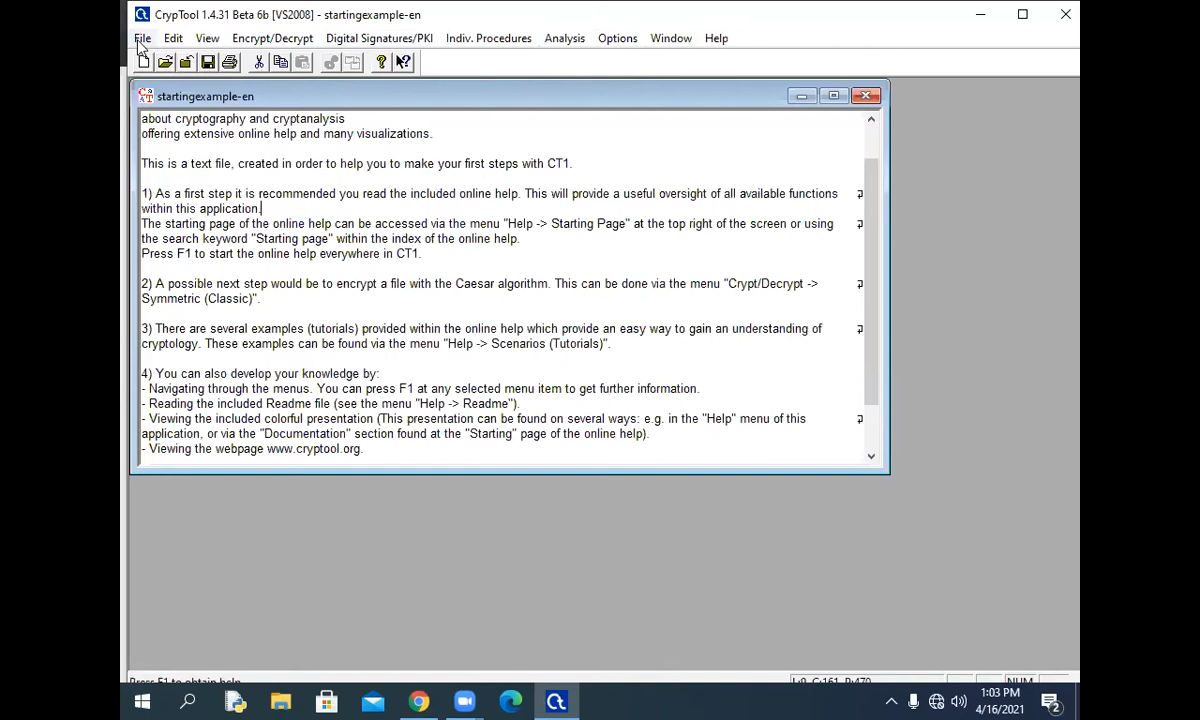 CrypTool 1.4.31 Beta 6b [VS2008] - startingexample-en
File Edit View Encrypt/Decrypt Digital Signatures/PKI Indiv. Procedures Analysis Options Window Help
startingexample-en
about cryptography and cryptanalysis
offering extensive online help and many visualizations.
This is a text file, created in order to help you to make your first steps with CT1.
1) As a first step it is recommended you read the included online help. This will provide a useful oversight of all available functions
within this application.
The starting page of the online help can be accessed via the menu "Help -> Starting Page" at the top right of the screen or using
the search keyword "Starting page" within the index of the online help.
Press F1 to start the online help everywhere in CT1.
2) A possible next step would be to encrypt a file with the Caesar algorithm. This can be done via the menu "Crypt/Decrypt ->
Symmetric (Classic)".
3) There are several examples (tutorials) provided within the online help which provide an easy way to gain an understanding of
cryptology. These examples can be found via the menu "Help -> Scenarios (Tutorials)".
4) You can also develop your knowledge by:
- Navigating through the menus. You can press F1 at any selected menu item to get further information.
- Reading the included Readme file (see the menu "Help -> Readme").
- Viewing the included colorful presentation (This presentation can be found on several ways: e.g. in the "Help" menu of this
application, or via the "Documentation" section found at the "Starting" page of the online help).
- Viewing the webpage www.cryptool.org.
Press F1 to obtain help. L:9 C:161 P:470 NUM
1:03 PM
4/16/2021
2